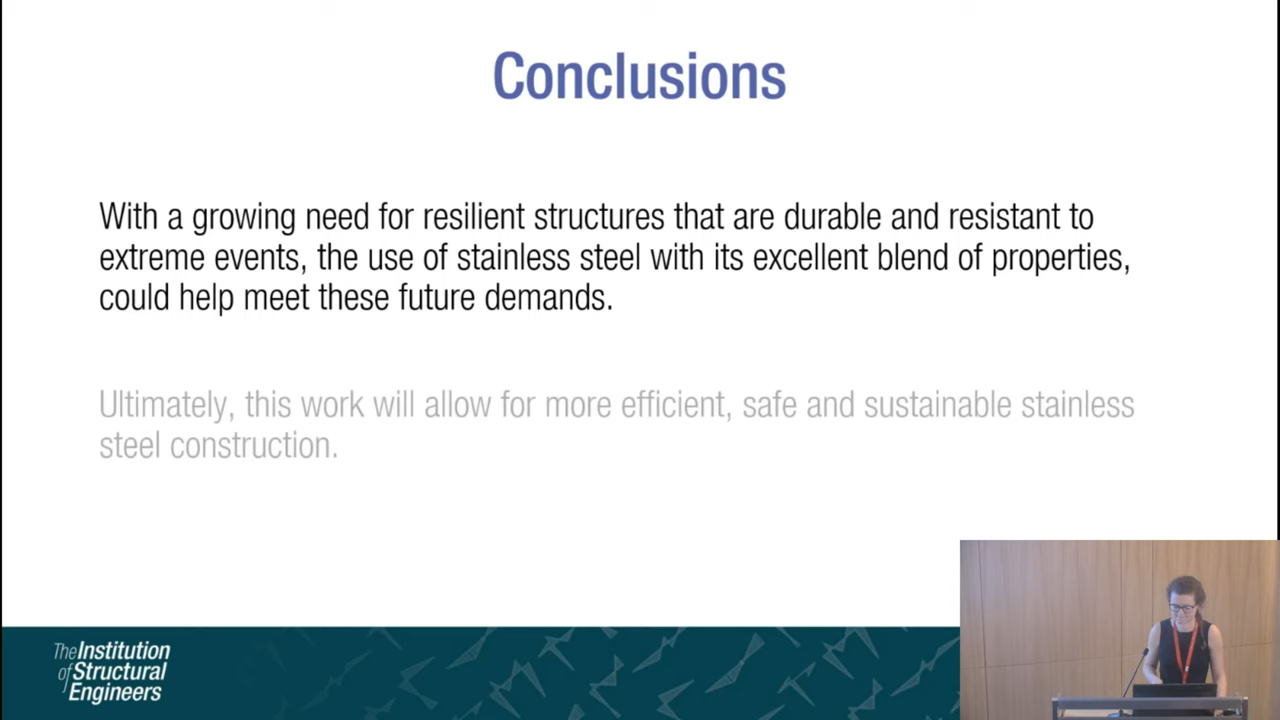 Conclusions
With a growing need for resilient structures that are durable and resistant to
extreme events, the use of stainless steel with its excellent blend of properties,
could help meet these future demands.
Ultimately, this work will allow for more efficient, safe and sustainable stainless
steel construction.
The Institution
of Structural
Engineers